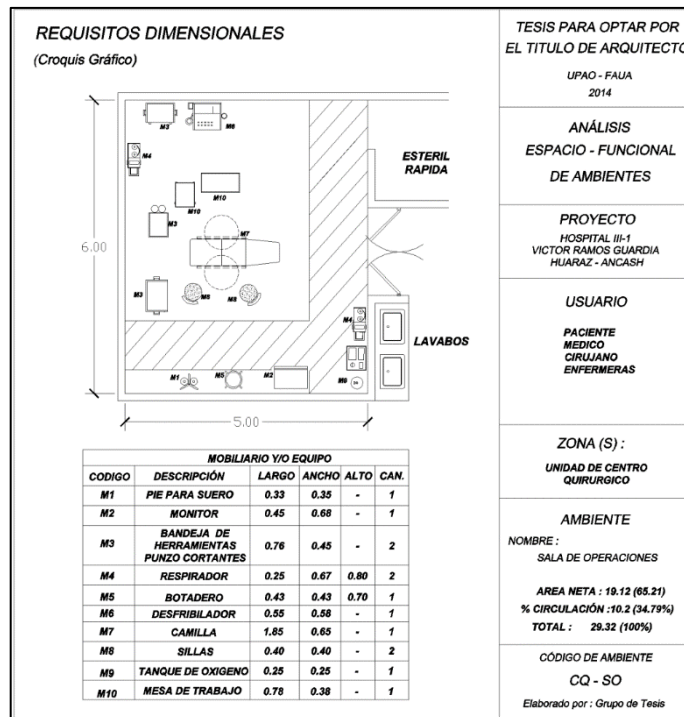 REQUISITOS DIMENSIONALES
(Croquis Gráfico)
M3
M6
M4
M10
M10
M3
M7
M3
M8
M8
M4
M1
M5
M2
M9
6.00
5.00
ESTERIL
RAPIDA
LAVABOS
MOBILIARIO Y/O EQUIPO
CODIGO DESCRIPCIÓN LARGO ANCHO ALTO CAN.
M1 PIE PARA SUERO 0.33 0.35 - 1
M2 MONITOR 0.45 0.68 - 1
M3 BANDEJA DE HERRAMIENTAS PUNZO CORTANTES 0.76 0.45 - 2
M4 RESPIRADOR 0.25 0.67 0.80 2
M5 BOTADERO 0.43 0.43 0.70 1
M6 DESFRIBILADOR 0.55 0.58 - 1
M7 CAMILLA 1.85 0.65 - 1
M8 SILLAS 0.40 0.40 - 2
M9 TANQUE DE OXIGENO 0.25 0.25 - 1
M10 MESA DE TRABAJO 0.78 0.38 - 1
TESIS PARA OPTAR POR
EL TITULO DE ARQUITECTO
UPAO - FAUA
2014
ANÁLISIS
ESPACIO - FUNCIONAL
DE AMBIENTES
PROYECTO
HOSPITAL III-1
VICTOR RAMOS GUARDIA
HUARAZ - ANCASH
USUARIO
PACIENTE
MEDICO
CIRUJANO
ENFERMERAS
ZONA (S) :
UNIDAD DE CENTRO
QUIRURGICO
AMBIENTE
NOMBRE :
SALA DE OPERACIONES
AREA NETA : 19.12 (65.21)
% CIRCULACIÓN :10.2 (34.79%)
TOTAL : 29.32 (100%)
CÓDIGO DE AMBIENTE
CQ - SO
Elaborado por : Grupo de Tesis